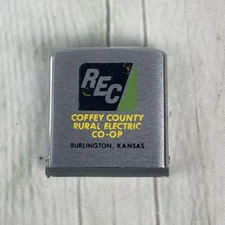 REC
COFFEY COUNTY
RURAL ELECTRIC
CO-OP
BURLINGTON, KANSAS